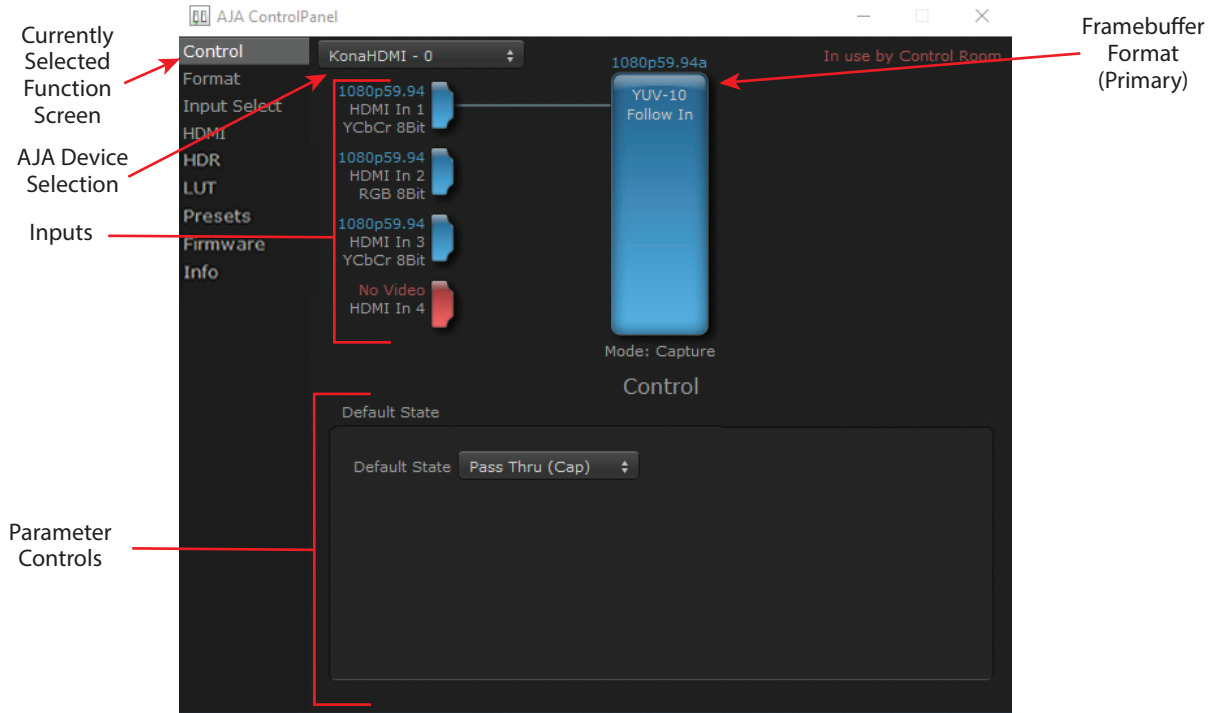 AJA ControlPanel
Currently
Selected
Function
Screen
AJA Device
Selection
Inputs
Parameter
Controls
Framebuffer
Format
(Primary)
Control
Format
Input Select
HDMI
HDR
LUT
Presets
Firmware
Info
KonaHDMI - 0
In use by Control Room
1080p59.94
HDMI In 1
YCbCr 8Bit
1080p59.94
HDMI In 2
RGB 8Bit
1080p59.94
HDMI In 3
YCbCr 8Bit
No Video
HDMI In 4
1080p59.94a
YUV-10
Follow In
Mode: Capture
Control
Default State
Default State Pass Thru (Cap)